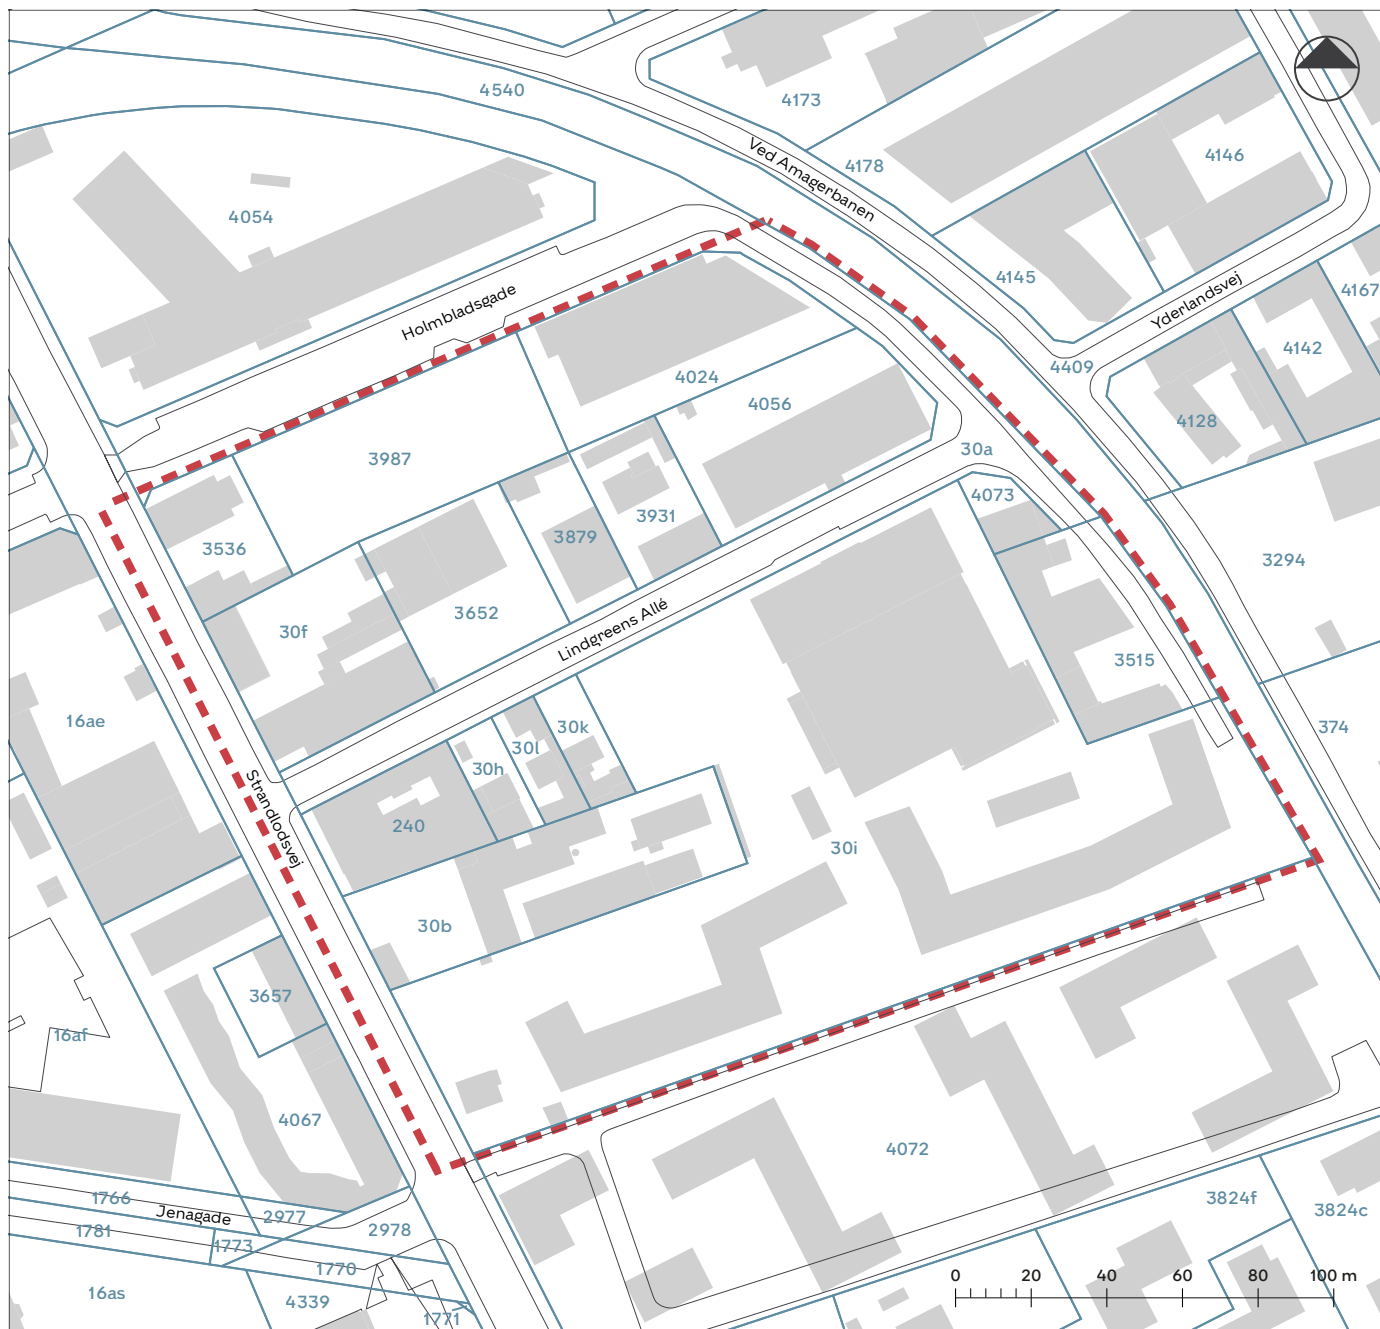 4540
4173
Ved Amagerbanen
4178
4146
4054
4145
4167
Holmbladsgade
Yderlandsvej
4142
4409
4024
4056
4128
3987
30a
4073
3931
3879
3536
3294
3652
30f
Lindgreens Allé
3515
16ae
30k
30l
374
30h
Strandlodsvej
240
30i
30b
3657
16af
4067
4072
1766
3824f
Jenagade
2977
3824c
1781
2978
1773
1770
16as
4339
1771
0 20 40 60 80 100 m